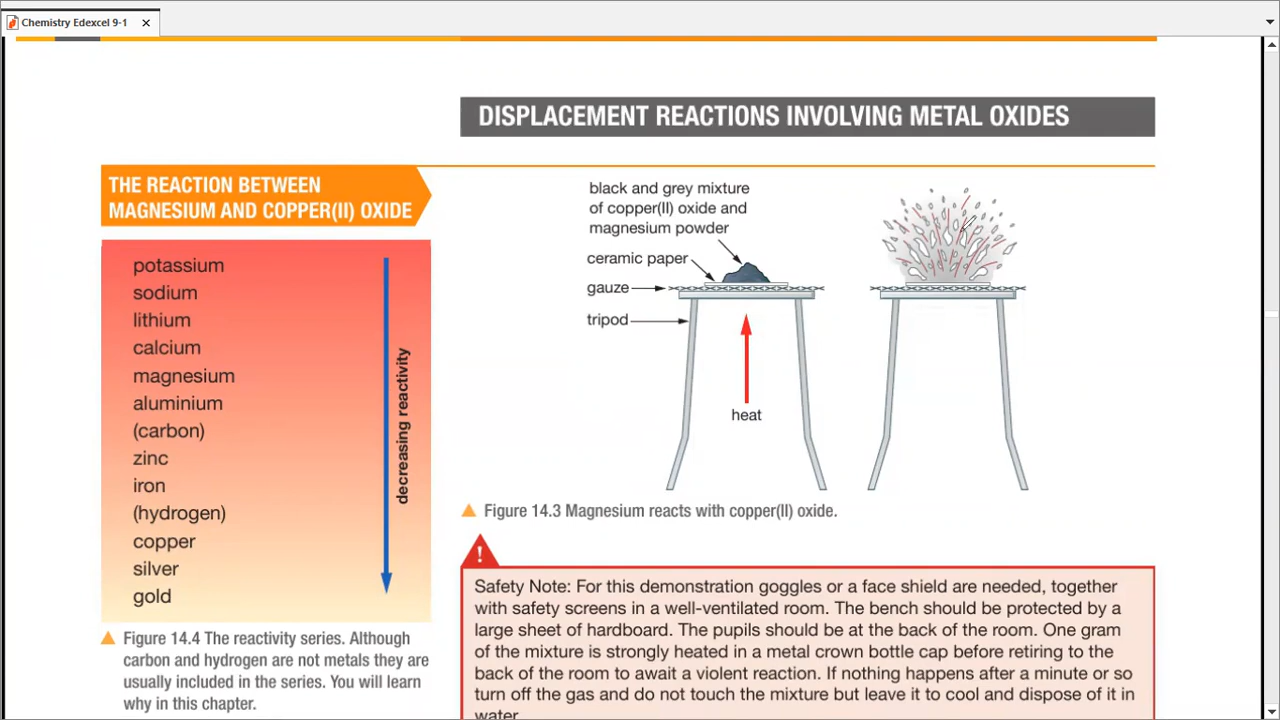 Chemistry Edexcel 9-1
DISPLACEMENT REACTIONS INVOLVING METAL OXIDES
THE REACTION BETWEEN
MAGNESIUM AND COPPER(II) OXIDE
potassium
sodium
lithium
calcium
magnesium
aluminium
(carbon)
zinc
iron
(hydrogen)
copper
silver
gold
decreasing reactivity
Figure 14.4 The reactivity series. Although
carbon and hydrogen are not metals they are
usually included in the series. You will learn
why in this chapter.
black and grey mixture
of copper(II) oxide and
magnesium powder
ceramic paper
gauze
tripod
heat
Figure 14.3 Magnesium reacts with copper(II) oxide.
!
Safety Note: For this demonstration goggles or a face shield are needed, together
with safety screens in a well-ventilated room. The bench should be protected by a
large sheet of hardboard. The pupils should be at the back of the room. One gram
of the mixture is strongly heated in a metal crown bottle cap before retiring to the
back of the room to await a violent reaction. If nothing happens after a minute or so
turn off the gas and do not touch the mixture but leave it to cool and dispose of it in
water.